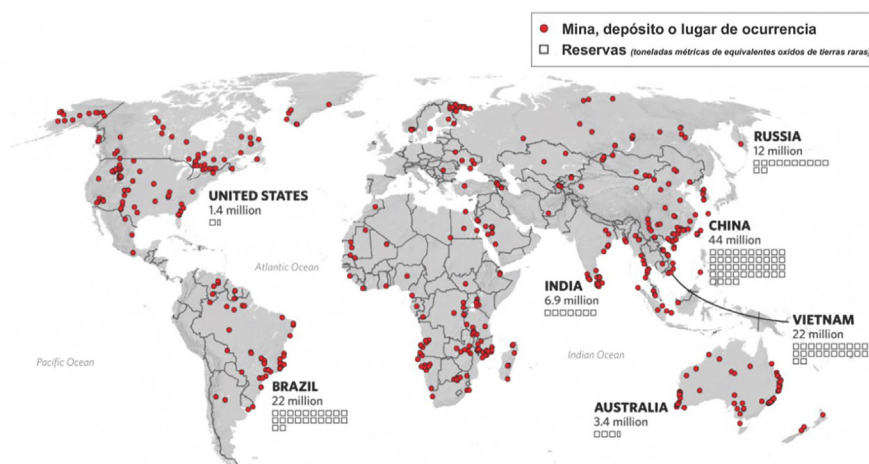 Mina, depósito o lugar de ocurrencia
Reservas (toneladas métricas de equivalentes oxidos de tierras raras)
RUSSIA
12 million
UNITED STATES
1.4 million
CHINA
44 million
Atlantic Ocean
INDIA
6.9 million
VIETNAM
22 million
Pacific Ocean
Indian Ocean
BRAZIL
22 million
AUSTRALIA
3.4 million